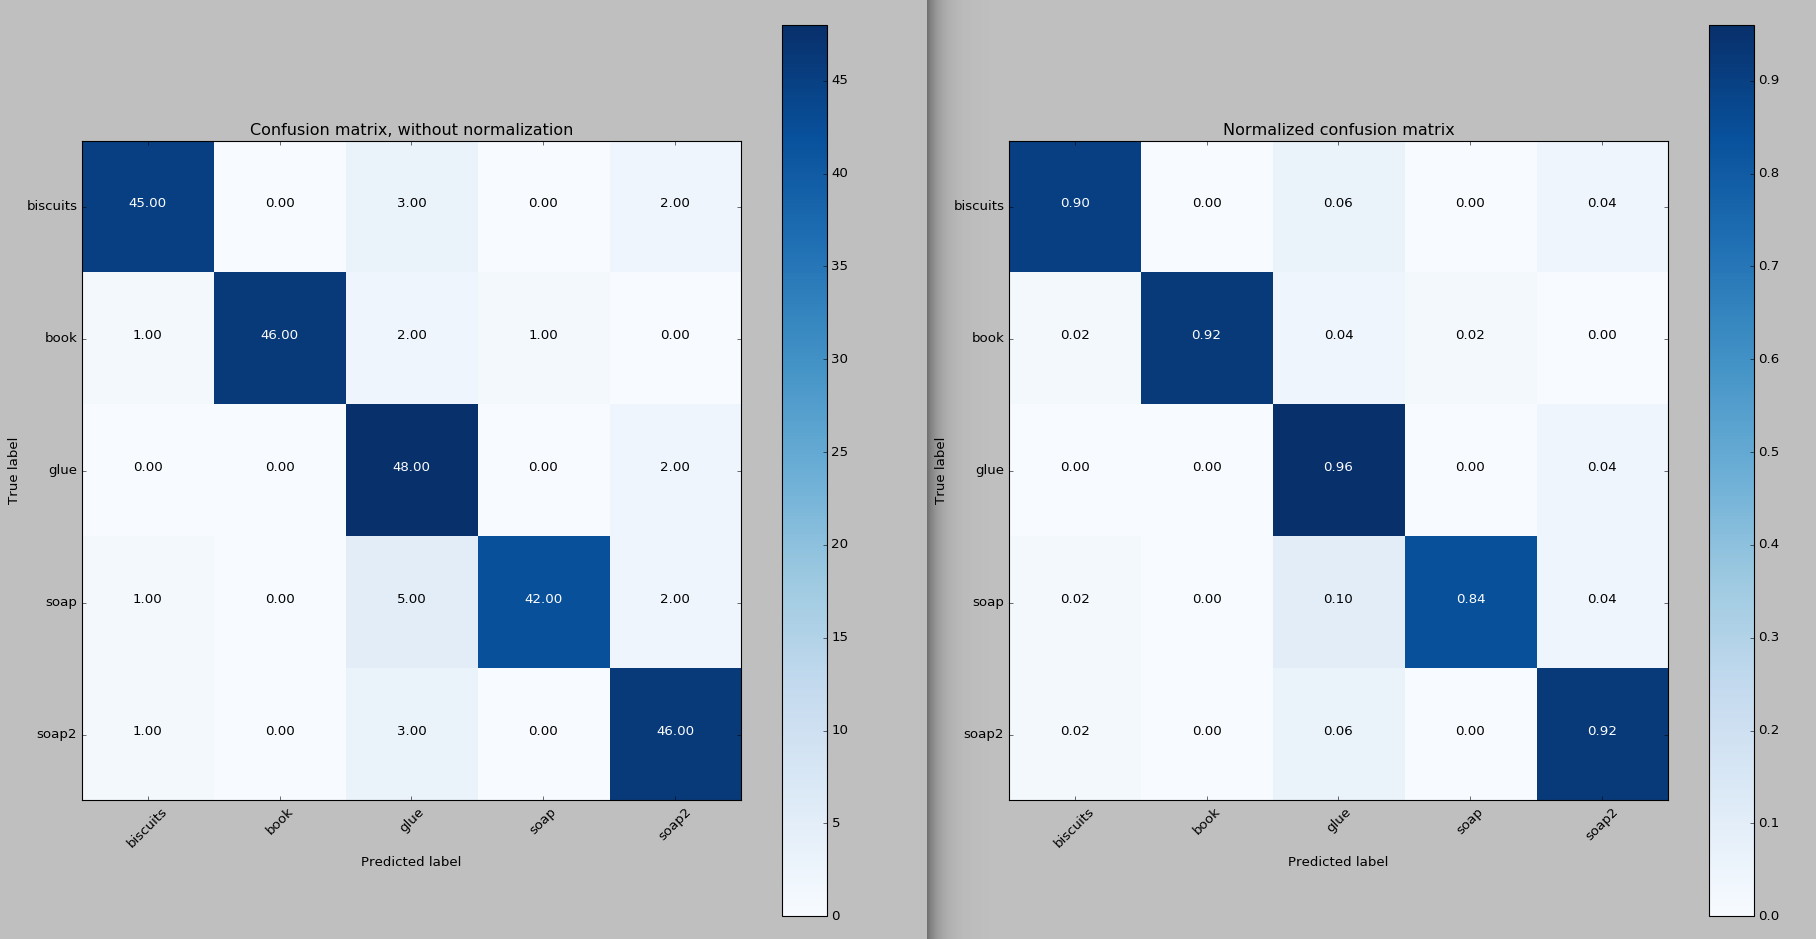 Confusion matrix, without normalization
45
40
35
30
25
20
15
10
5
0
True label
biscuits 45.00 0.00 3.00 0.00 2.00
book 1.00 46.00 2.00 1.00 0.00
glue 0.00 0.00 48.00 0.00 2.00
soap 1.00 0.00 5.00 42.00 2.00
soap2 1.00 0.00 3.00 0.00 46.00
biscuits book glue soap soap2
Predicted label
Normalized confusion matrix
0.9
0.8
0.7
0.6
0.5
0.4
0.3
0.2
0.1
0.0
True label
biscuits 0.90 0.00 0.06 0.00 0.04
book 0.02 0.92 0.04 0.02 0.00
glue 0.00 0.00 0.96 0.00 0.04
soap 0.02 0.00 0.10 0.84 0.04
soap2 0.02 0.00 0.06 0.00 0.92
biscuits book glue soap soap2
Predicted label